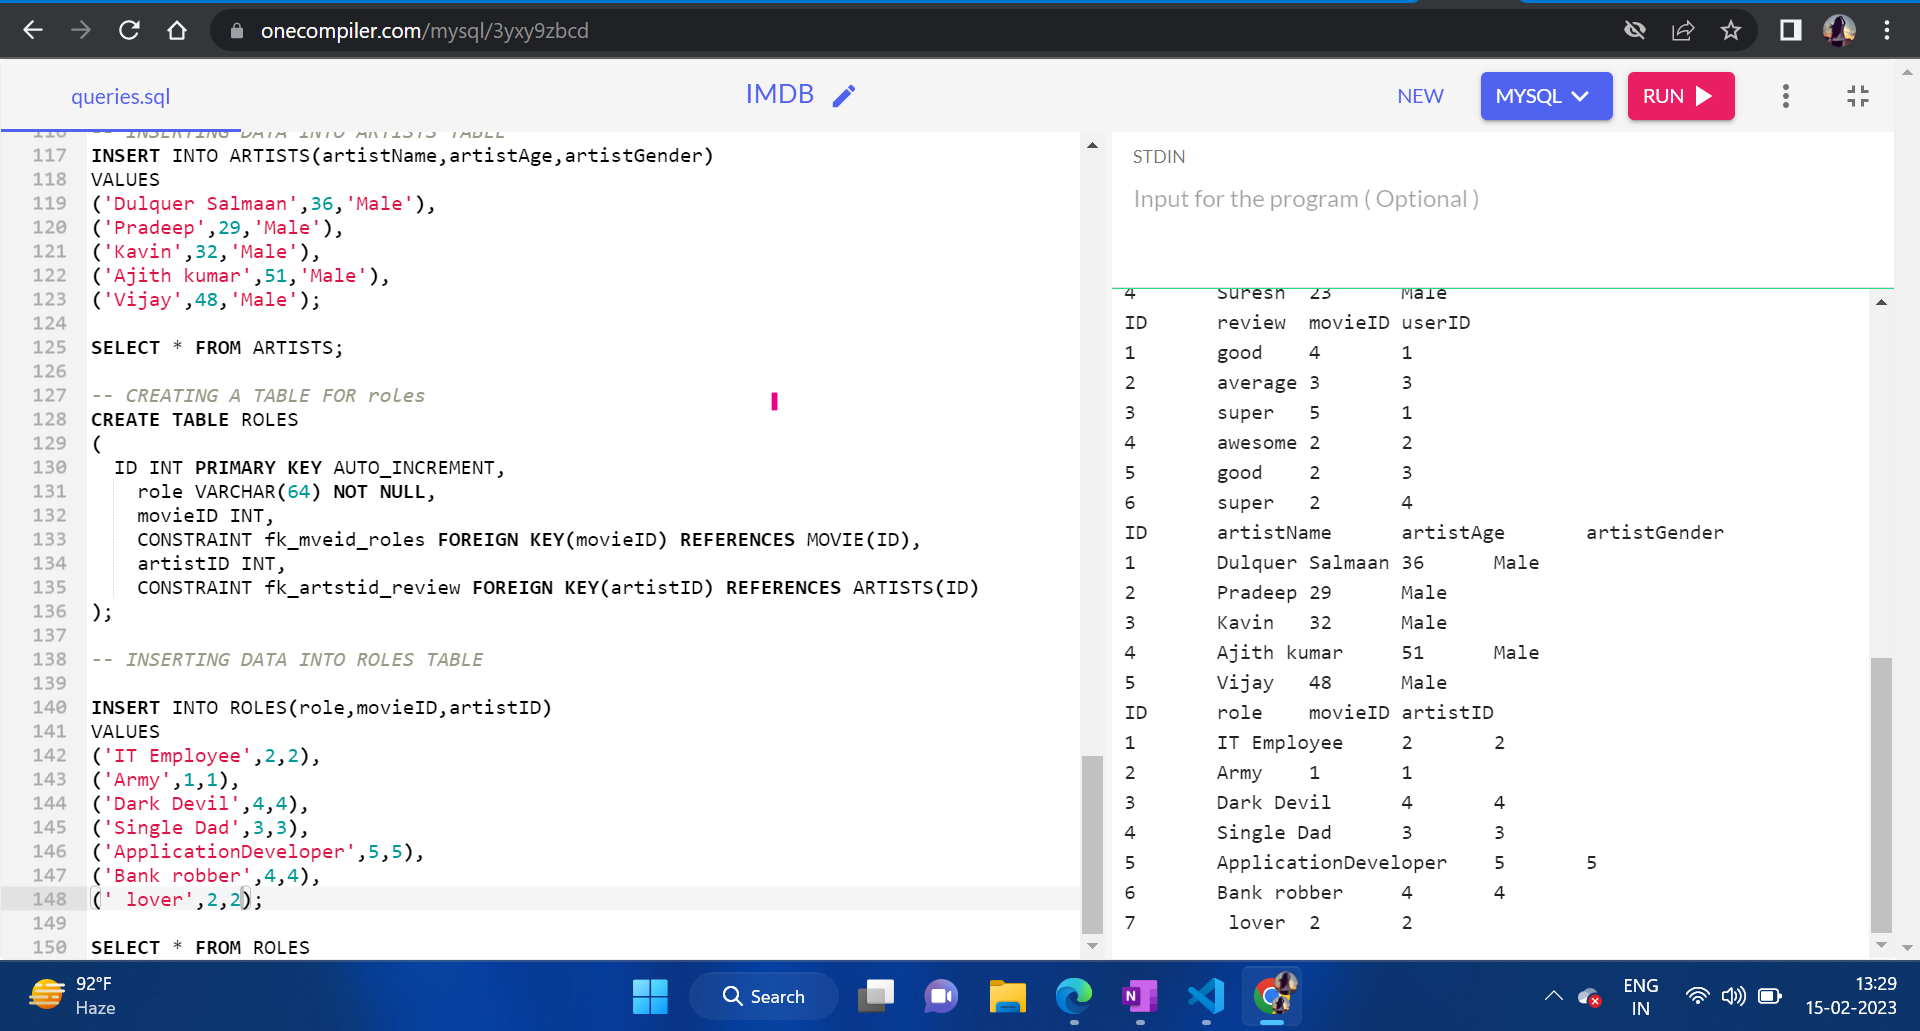 onecompiler.com/mysql/3yxy9zbcd
queries.sql
IMDB
NEW
MYSQL
RUN
116 -- INSERTING DATA INTO ARTISTS TABLE
117 INSERT INTO ARTISTS(artistName,artistAge,artistGender)
118 VALUES
119 ('Dulquer Salmaan',36,'Male'),
120 ('Pradeep',29,'Male'),
121 ('Kavin',32,'Male'),
122 ('Ajith kumar',51,'Male'),
123 ('Vijay',48,'Male');
124
125 SELECT * FROM ARTISTS;
126
127 -- CREATING A TABLE FOR roles
128 CREATE TABLE ROLES
129 (
130 ID INT PRIMARY KEY AUTO_INCREMENT,
131 role VARCHAR(64) NOT NULL,
132 movieID INT,
133 CONSTRAINT fk_mveid_roles FOREIGN KEY(movieID) REFERENCES MOVIE(ID),
134 artistID INT,
135 CONSTRAINT fk_artstid_review FOREIGN KEY(artistID) REFERENCES ARTISTS(ID)
136 );
137
138 -- INSERTING DATA INTO ROLES TABLE
139
140 INSERT INTO ROLES(role,movieID,artistID)
141 VALUES
142 ('IT Employee',2,2),
143 ('Army',1,1),
144 ('Dark Devil',4,4),
145 ('Single Dad',3,3),
146 ('ApplicationDeveloper',5,5),
147 ('Bank robber',4,4),
148 (' lover',2,2);
149
150 SELECT * FROM ROLES
STDIN
Input for the program ( Optional )
4 Suresh 23 Male
ID review movieID userID
1 good 4 1
2 average 3 3
3 super 5 1
4 awesome 2 2
5 good 2 3
6 super 2 4
ID artistName artistAge artistGender
1 Dulquer Salmaan 36 Male
2 Pradeep 29 Male
3 Kavin 32 Male
4 Ajith kumar 51 Male
5 Vijay 48 Male
ID role movieID artistID
1 IT Employee 2 2
2 Army 1 1
3 Dark Devil 4 4
4 Single Dad 3 3
5 ApplicationDeveloper 5 5
6 Bank robber 4 4
7 lover 2 2
92°F
Haze
Search
N
ENG
IN
13:29
15-02-2023